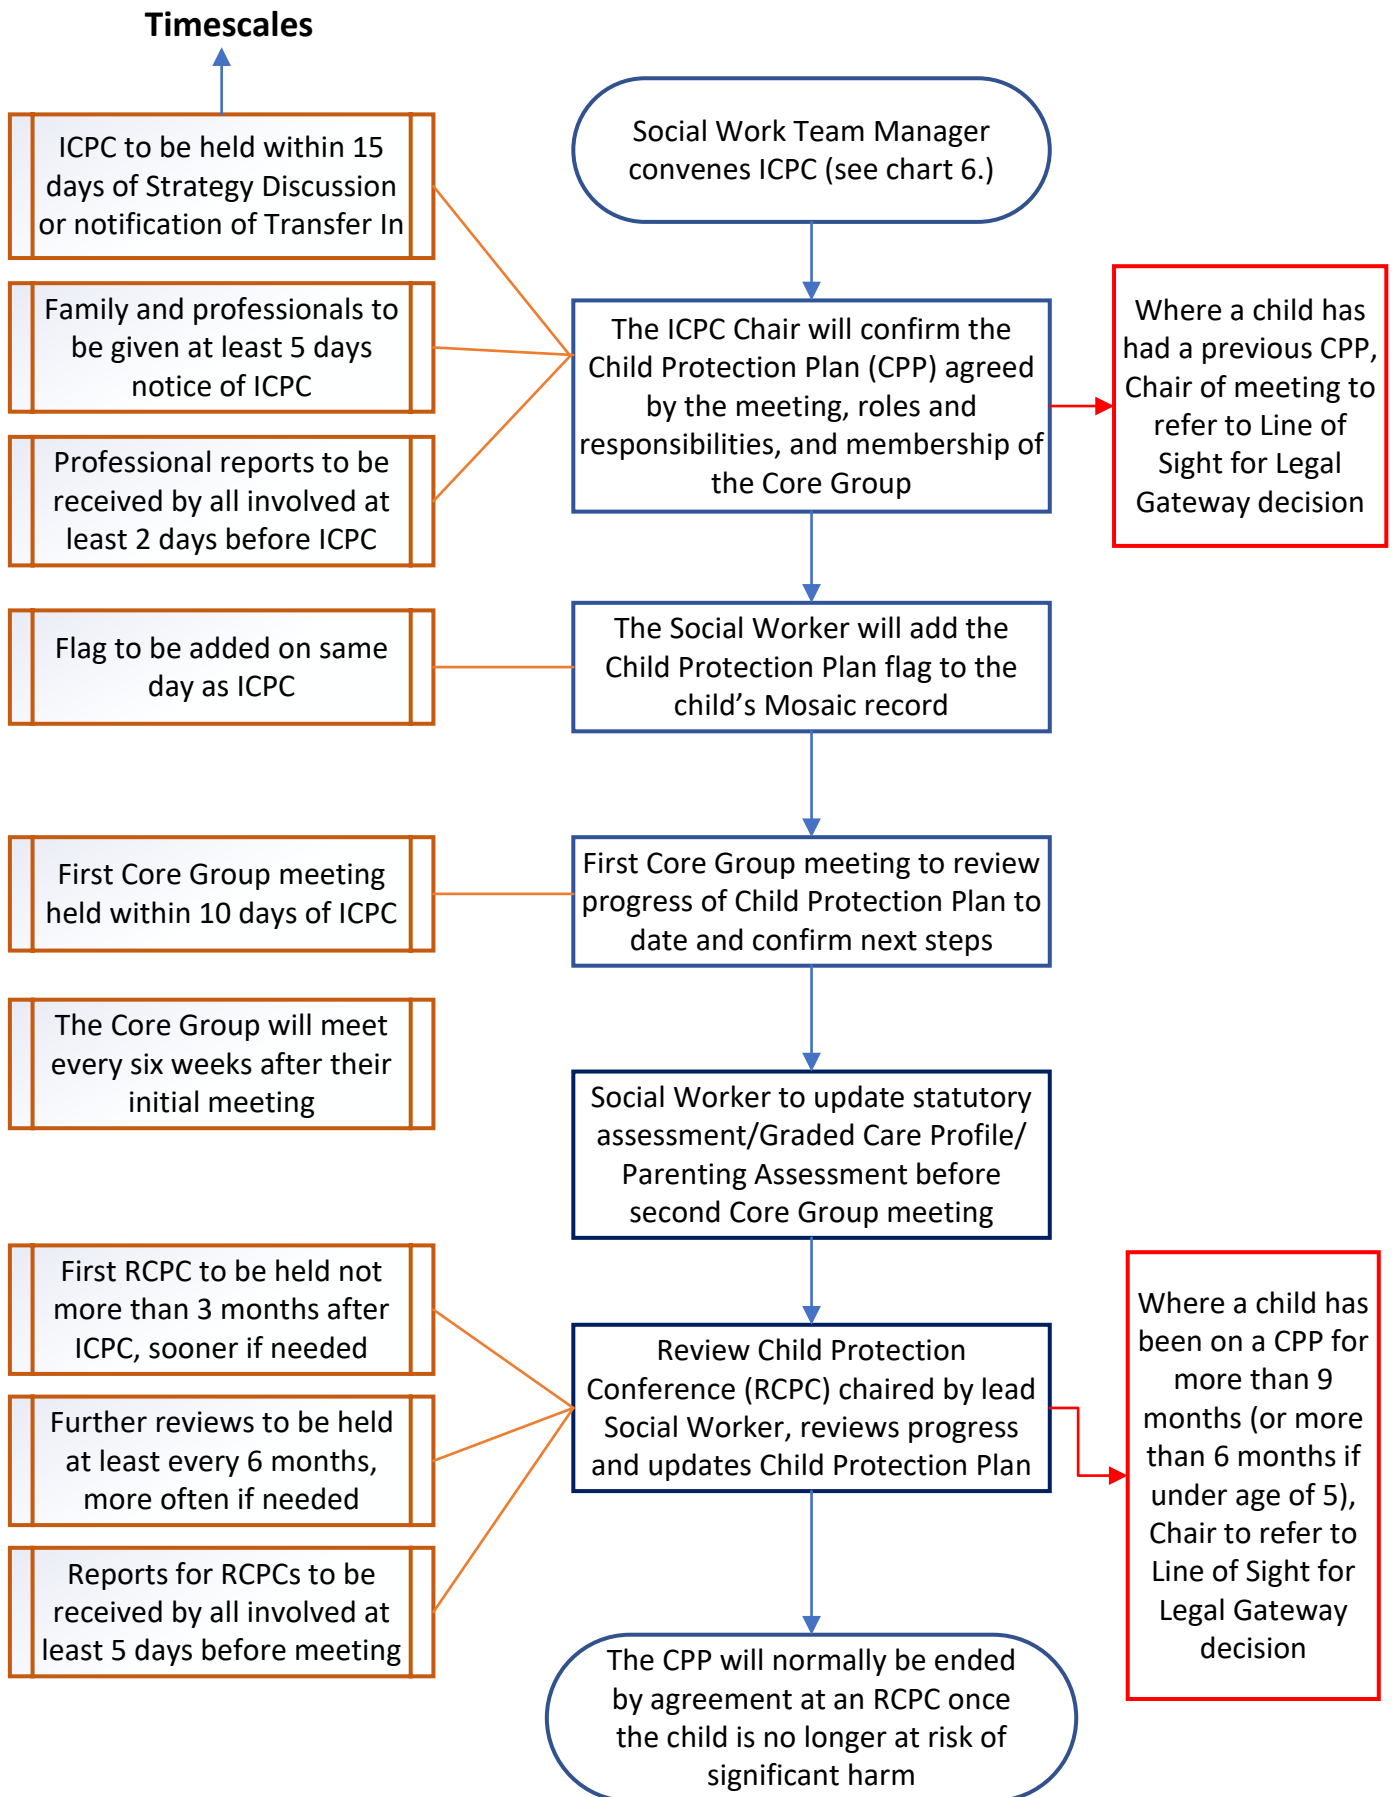 Timescales
ICPC to be held within 15
days of Strategy Discussion
or notification of Transfer In
Social Work Team Manager
convenes ICPC (see chart 6.)
Family and professionals to
be given at least 5 days
notice of ICPC
Professional reports to be
received by all involved at
least 2 days before ICPC
The ICPC Chair will confirm the
Child Protection Plan (CPP) agreed
by the meeting, roles and
responsibilities, and membership of
the Core Group
Where a child has
had a previous CPP,
Chair of meeting to
refer to Line of
Sight for Legal
Gateway decision
Flag to be added on same
day as ICPC
The Social Worker will add the
Child Protection Plan flag to the
child’s Mosaic record
First Core Group meeting
held within 10 days of ICPC
First Core Group meeting to review
progress of Child Protection Plan to
date and confirm next steps
The Core Group will meet
every six weeks after their
initial meeting
Social Worker to update statutory
assessment/Graded Care Profile/
Parenting Assessment before
second Core Group meeting
First RCPC to be held not
more than 3 months after
ICPC, sooner if needed
Further reviews to be held
at least every 6 months,
more often if needed
Reports for RCPCs to be
received by all involved at
least 5 days before meeting
Review Child Protection
Conference (RCPC) chaired by lead
Social Worker, reviews progress
and updates Child Protection Plan
Where a child has
been on a CPP for
more than 9
months (or more
than 6 months if
under age of 5),
Chair to refer to
Line of Sight for
Legal Gateway
decision
The CPP will normally be ended
by agreement at an RCPC once
the child is no longer at risk of
significant harm